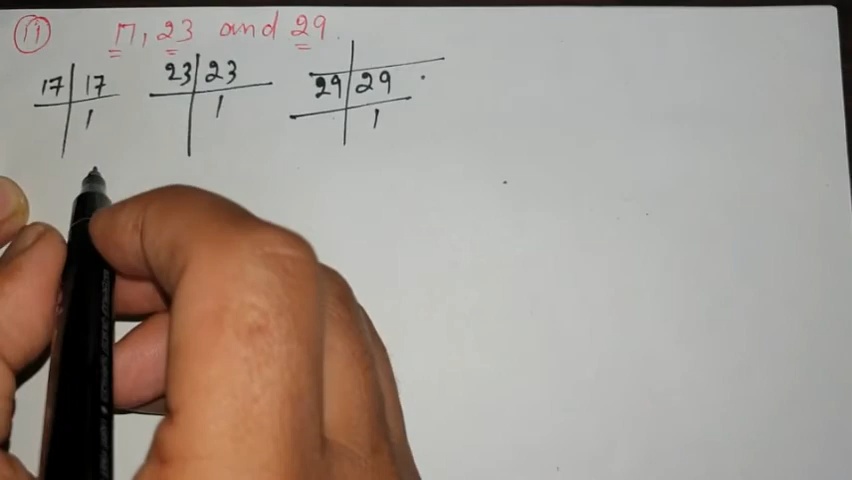 (11) 17, 23 and 29.
17 | 17 23 | 23 29 | 29
1 1 1